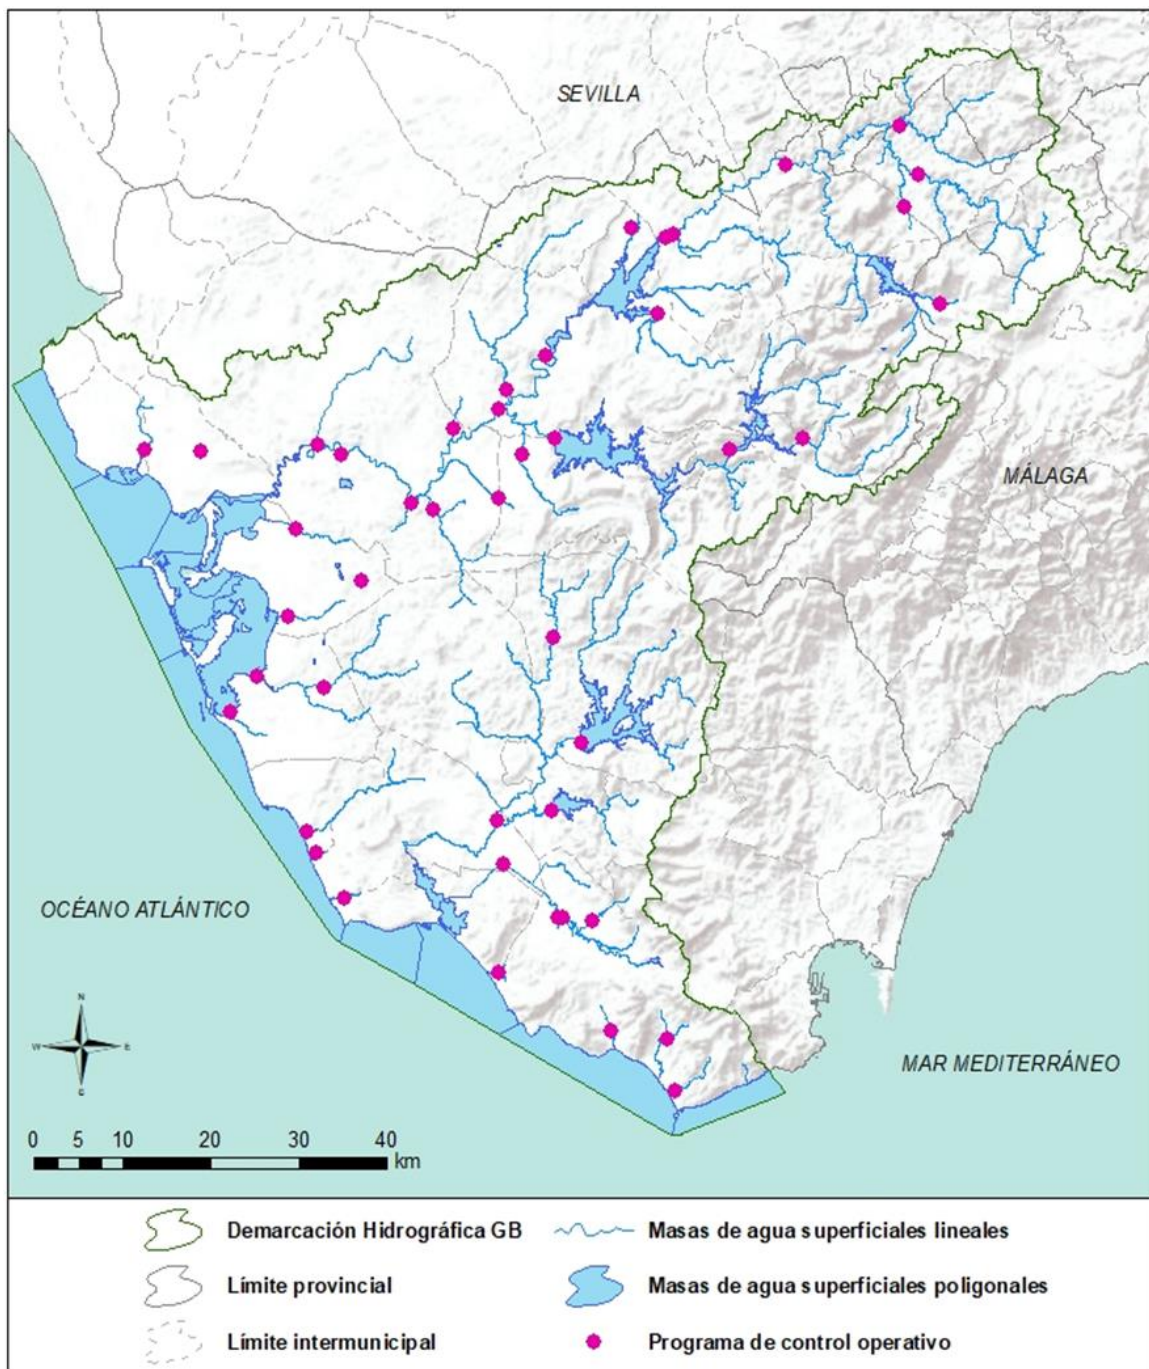 SEVILLA
MÁLAGA
OCÉANO ATLÁNTICO
MAR MEDITERRÁNEO
N
W E
S
0 5 10 20 30 40
km
Demarcación Hidrográfica GB
Masas de agua superficiales lineales
Límite provincial
Masas de agua superficiales poligonales
Límite intermunicipal
Programa de control operativo